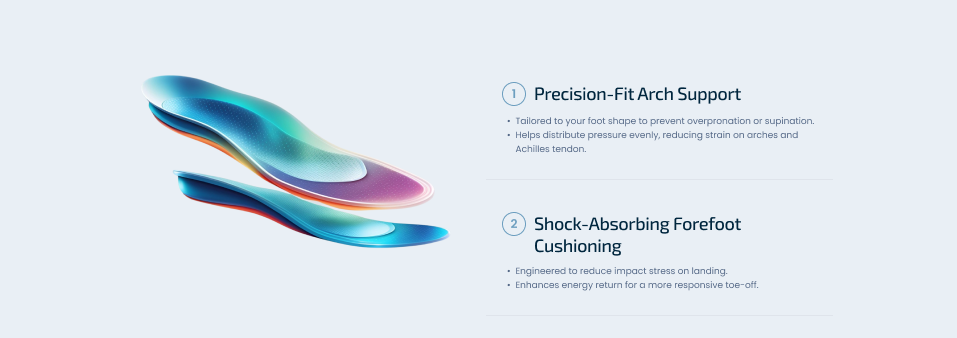 1 Precision-Fit Arch Support
• Tailored to your foot shape to prevent overpronation or supination.
• Helps distribute pressure evenly, reducing strain on arches and
Achilles tendon.
2 Shock-Absorbing Forefoot
Cushioning
• Engineered to reduce impact stress on landing.
• Enhances energy return for a more responsive toe-off.